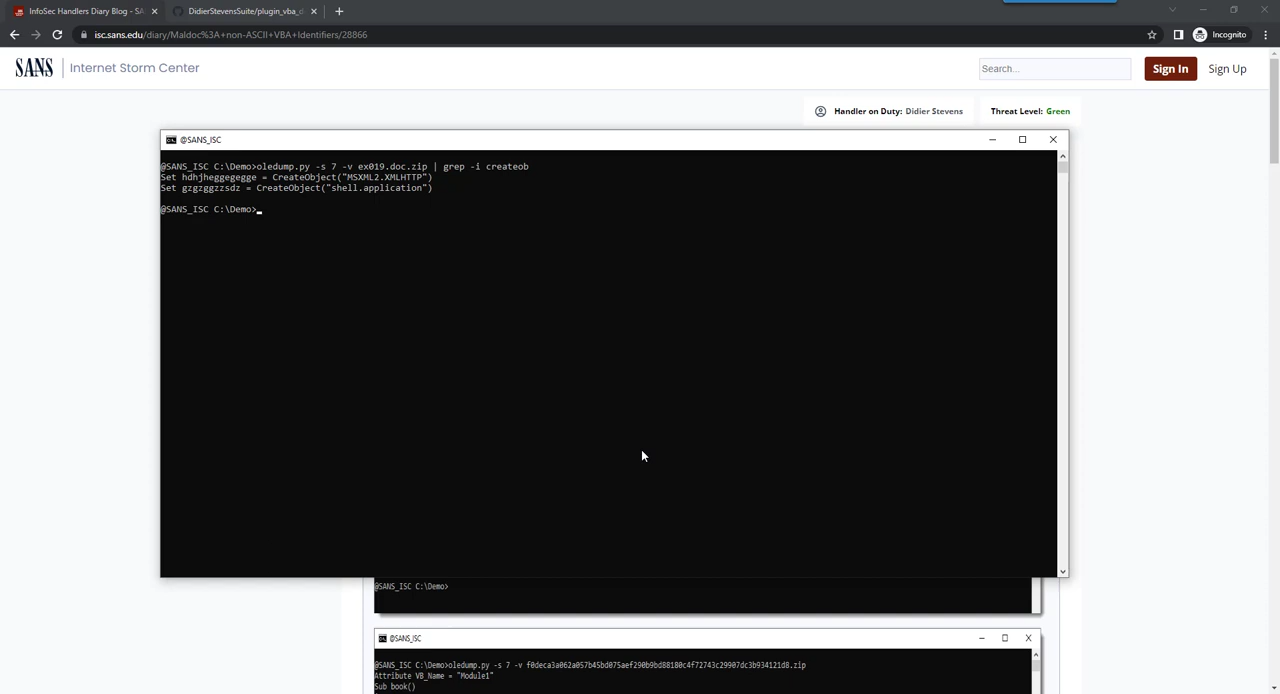 InfoSec Handlers Diary Blog - SA
DidierStevensSuite/plugin_vba_d
isc.sans.edu/diary/Maldoc%3A+non-ASCII+VBA+Identifiers/28866
Incognito
SANS
Internet Storm Center
Search...
Sign In
Sign Up
Handler on Duty: Didier Stevens
Threat Level: Green
@SANS_ISC
@SANS_ISC C:\Demo>oledump.py -s 7 -v ex019.doc.zip | grep -i createob
Set hdhjheggegegge = CreateObject("MSXML2.XMLHTTP")
Set gzgzggzzsdz = CreateObject("shell.application")
@SANS_ISC C:\Demo>
@SANS_ISC C:\Demo>
@SANS_ISC
@SANS_ISC C:\Demo>oledump.py -s 7 -v f0deca3a062a057b45bd075aef290b9bd88180c4f72743c29907dc3b934121d8.zip
Attribute VB_Name = "Module1"
Sub book()